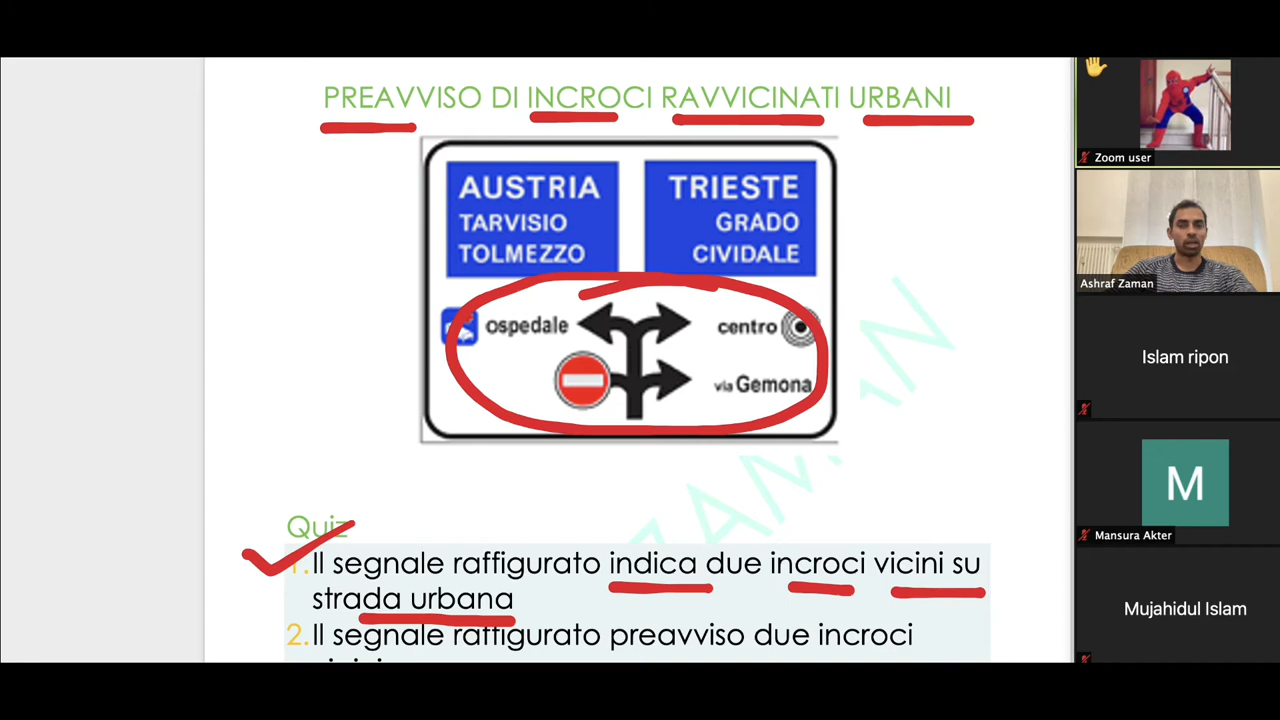 PREAVVISO DI INCROCI RAVVICINATI URBANI
AUSTRIA
TARVISIO
TOLMEZZO
TRIESTE
GRADO
CIVIDALE
ospedale
centro
via Gemona
ZAMAN
Quiz
1. Il segnale raffigurato indica due incroci vicini su
strada urbana
2. Il segnale raffigurato preavviso due incroci
Zoom user
Ashraf Zaman
Islam ripon
M
Mansura Akter
Mujahidul Islam